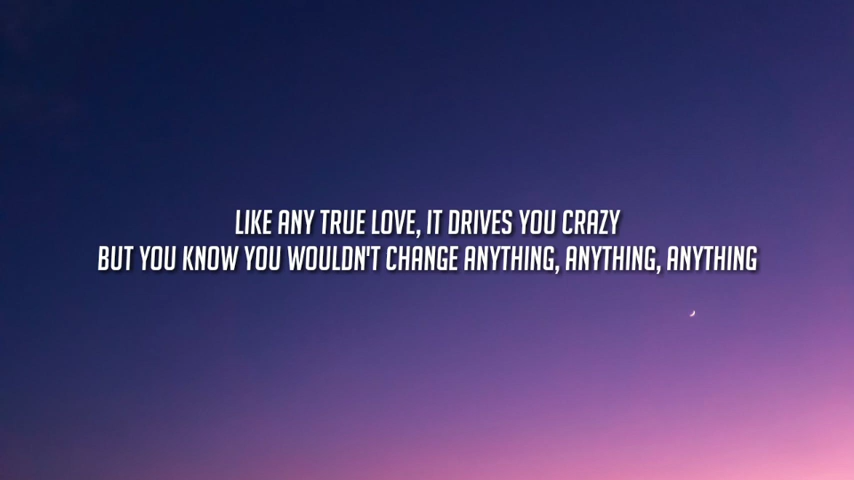 LIKE ANY TRUE LOVE, IT DRIVES YOU CRAZY
BUT YOU KNOW YOU WOULDN'T CHANGE ANYTHING, ANYTHING, ANYTHING